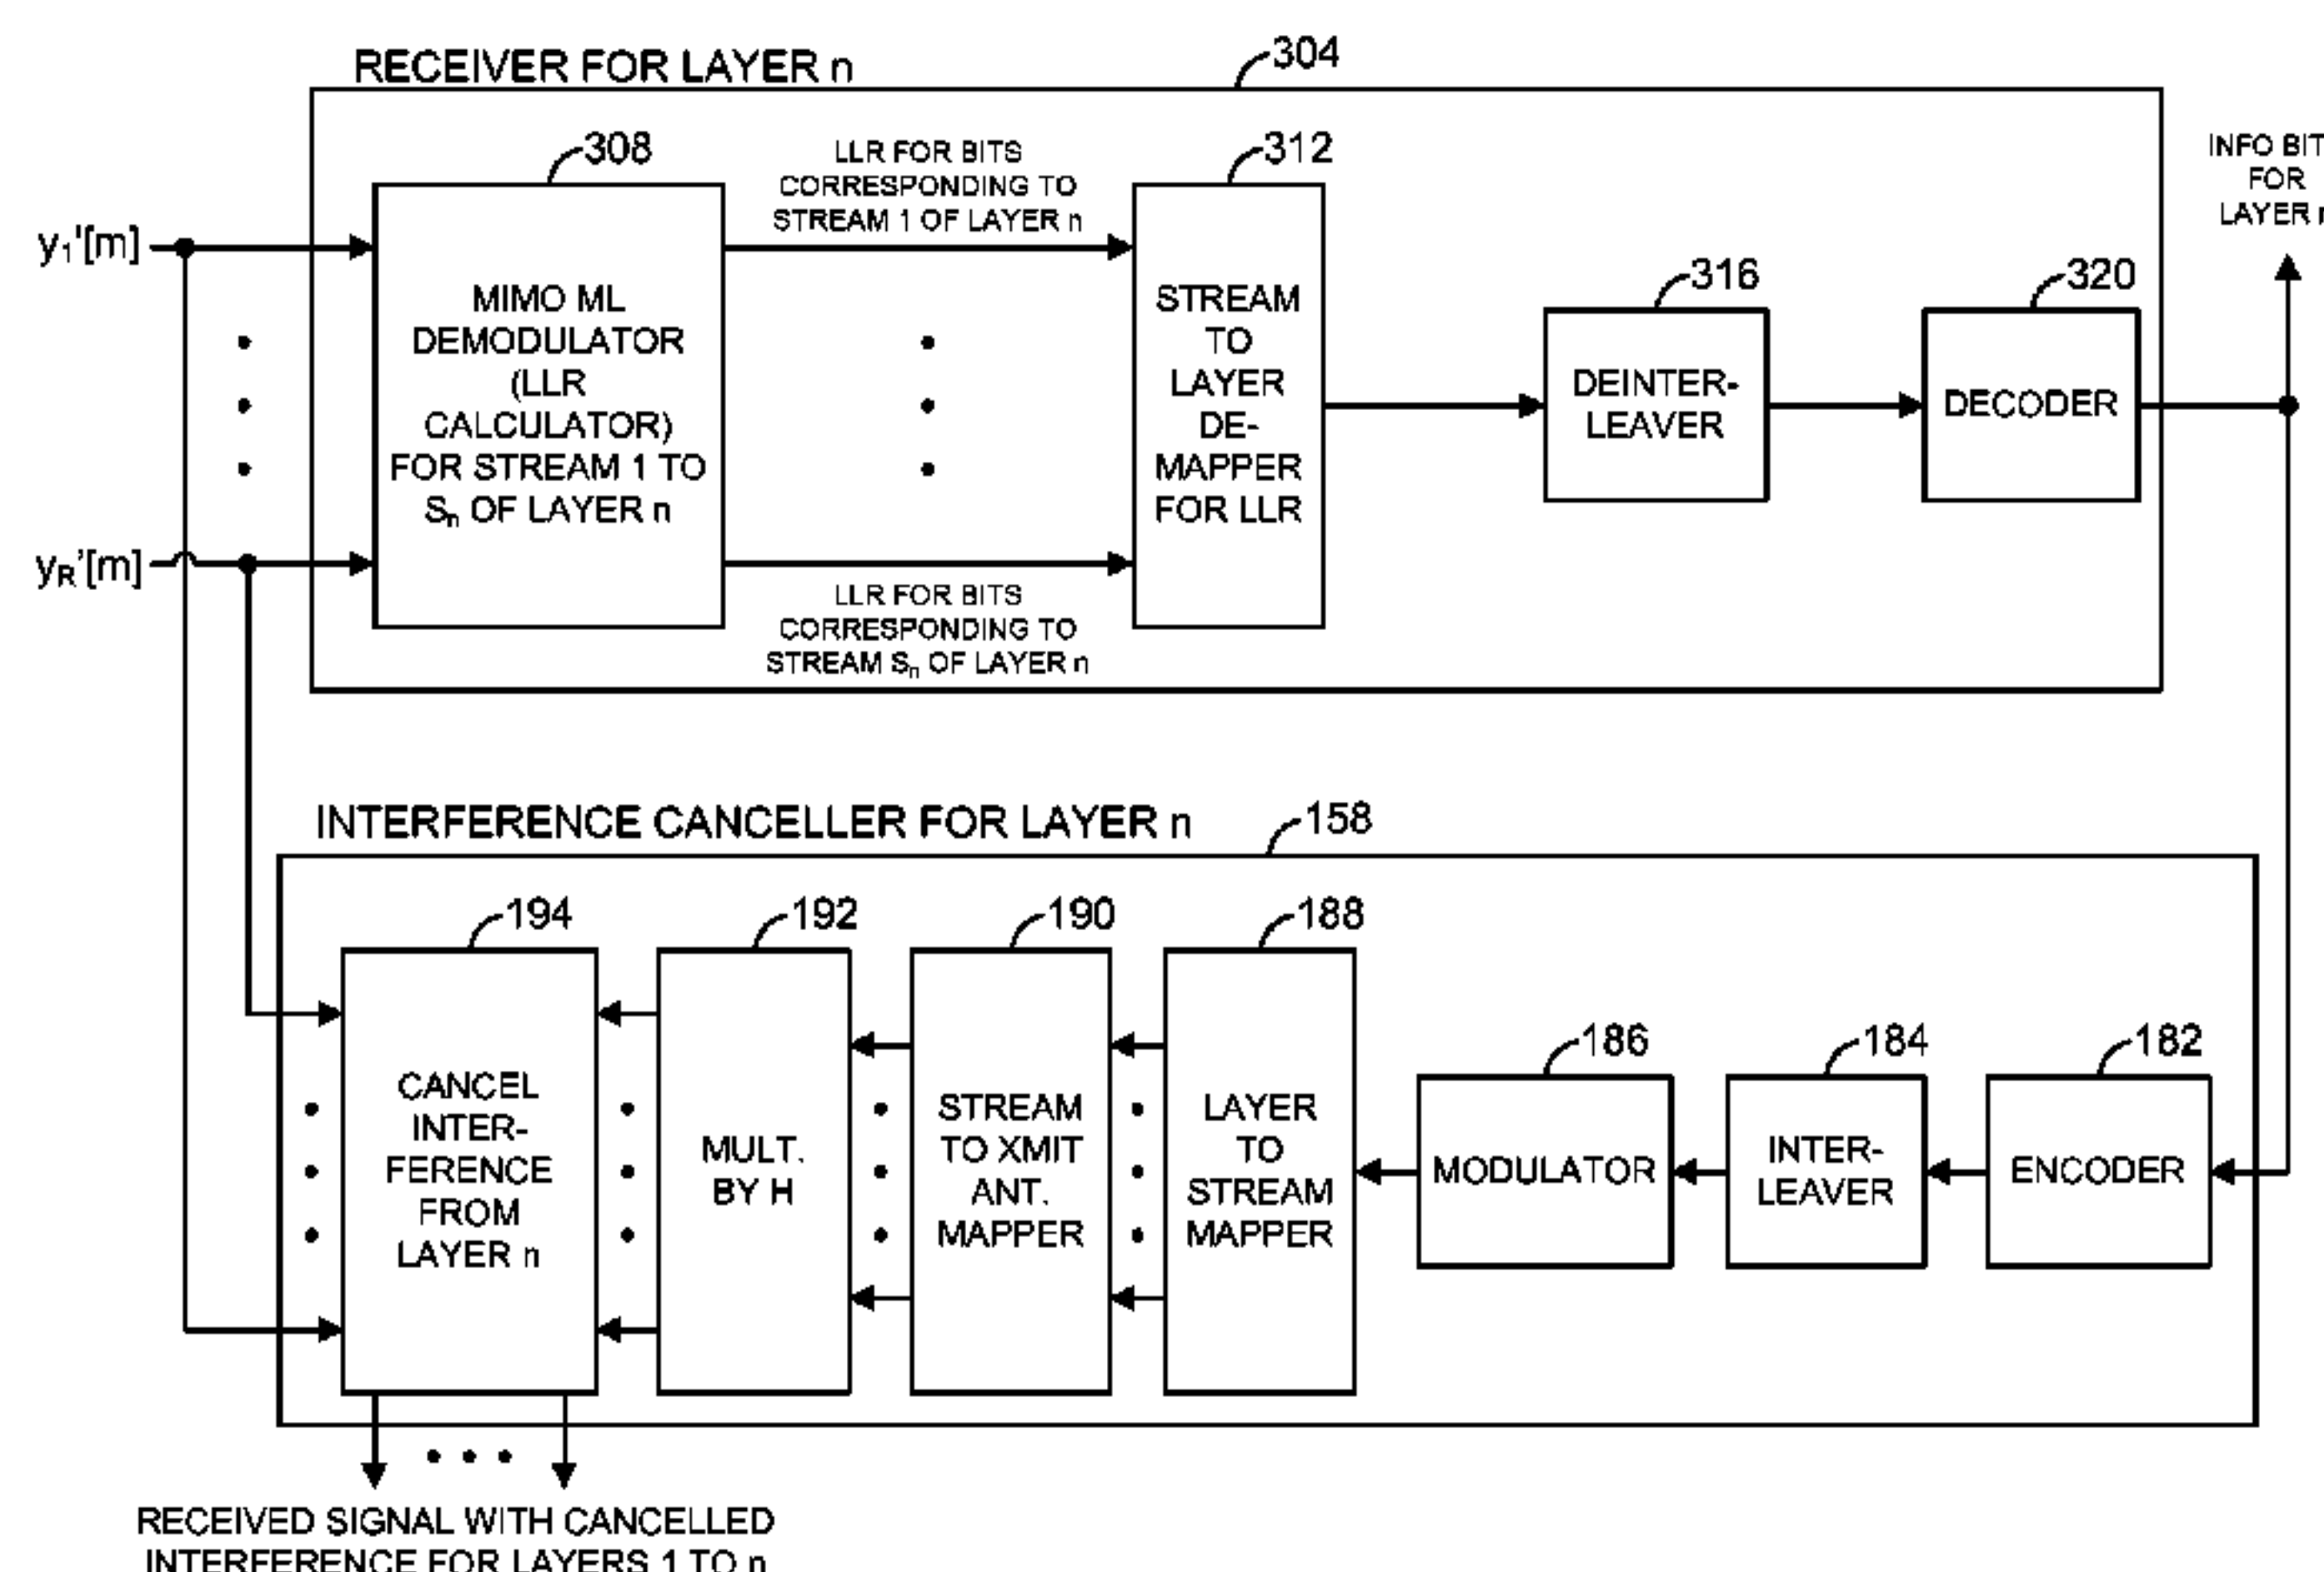 RECEIVER FOR LAYER n
304
308
LLR FOR BITS
CORRESPONDING TO
STREAM 1 OF LAYER n
312
INFO BIT
FOR
LAYER
y₁'[m]
MIMO ML
DEMODULATOR
(LLR
CALCULATOR)
FOR STREAM 1 TO
Sₙ OF LAYER n
STREAM
TO
LAYER
DE-
MAPPER
FOR LLR
316
DEINTER-
LEAVER
320
DECODER
y_R'[m]
LLR FOR BITS
CORRESPONDING TO
STREAM Sₙ OF LAYER n
INTERFERENCE CANCELLER FOR LAYER n
158
194
CANCEL
INTER-
FERENCE
FROM
LAYER n
192
MULT.
BY H
190
STREAM
TO XMIT
ANT.
MAPPER
188
LAYER
TO
STREAM
MAPPER
186
MODULATOR
184
INTER-
LEAVER
182
ENCODER
RECEIVED SIGNAL WITH CANCELLED
INTERFERENCE FOR LAYERS 1 TO n